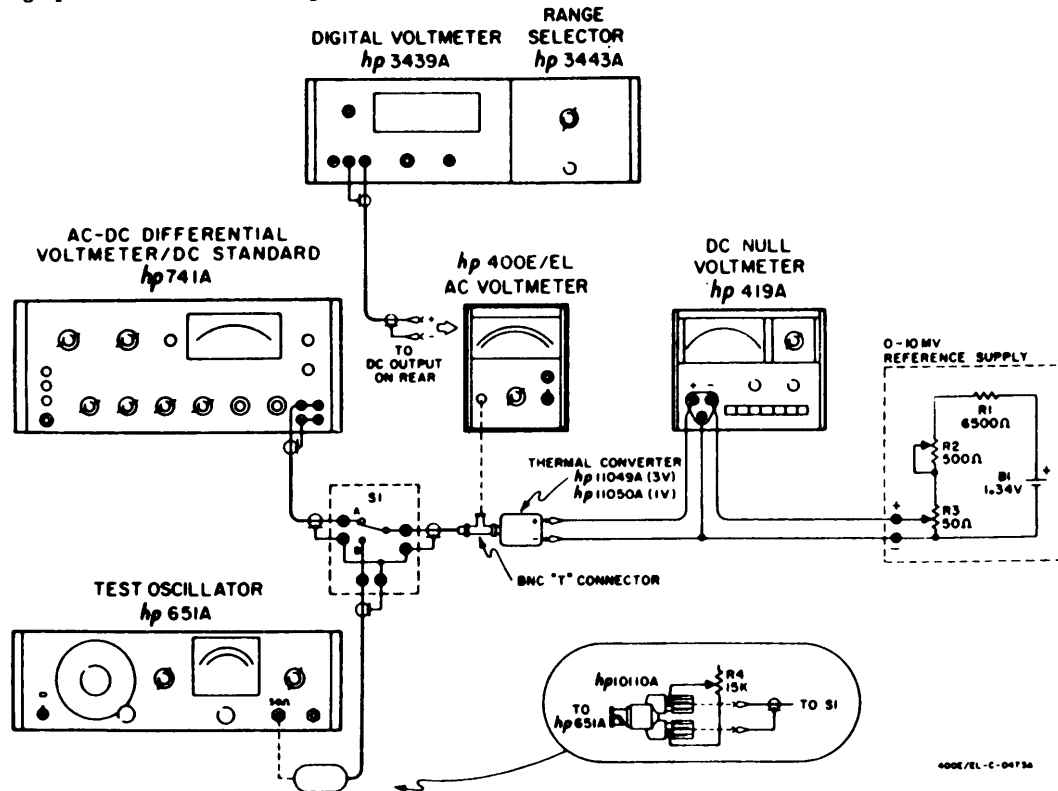 RANGE
SELECTOR
hp 3443A
DIGITAL VOLTMETER
hp 3439A
AC-DC DIFFERENTIAL
VOLTMETER/DC STANDARD
hp 741A
hp 400E/EL
AC VOLTMETER
DC NULL
VOLTMETER
hp 419A
+
-
TO
DC OUTPUT
ON REAR
+ -
0-10MV
REFERENCE SUPPLY
R1
6500Ω
R2
500Ω
B1
1.34V
+
R3
50Ω
+
-
THERMAL CONVERTER
hp 11049A (3V)
hp 11050A (1V)
+
-
S1
A
B
BNC "T" CONNECTOR
TEST OSCILLATOR
hp 651A
50Ω
hp 10110A
R4
15K
TO
hp 651A
TO S1
400E/EL-C-0473A